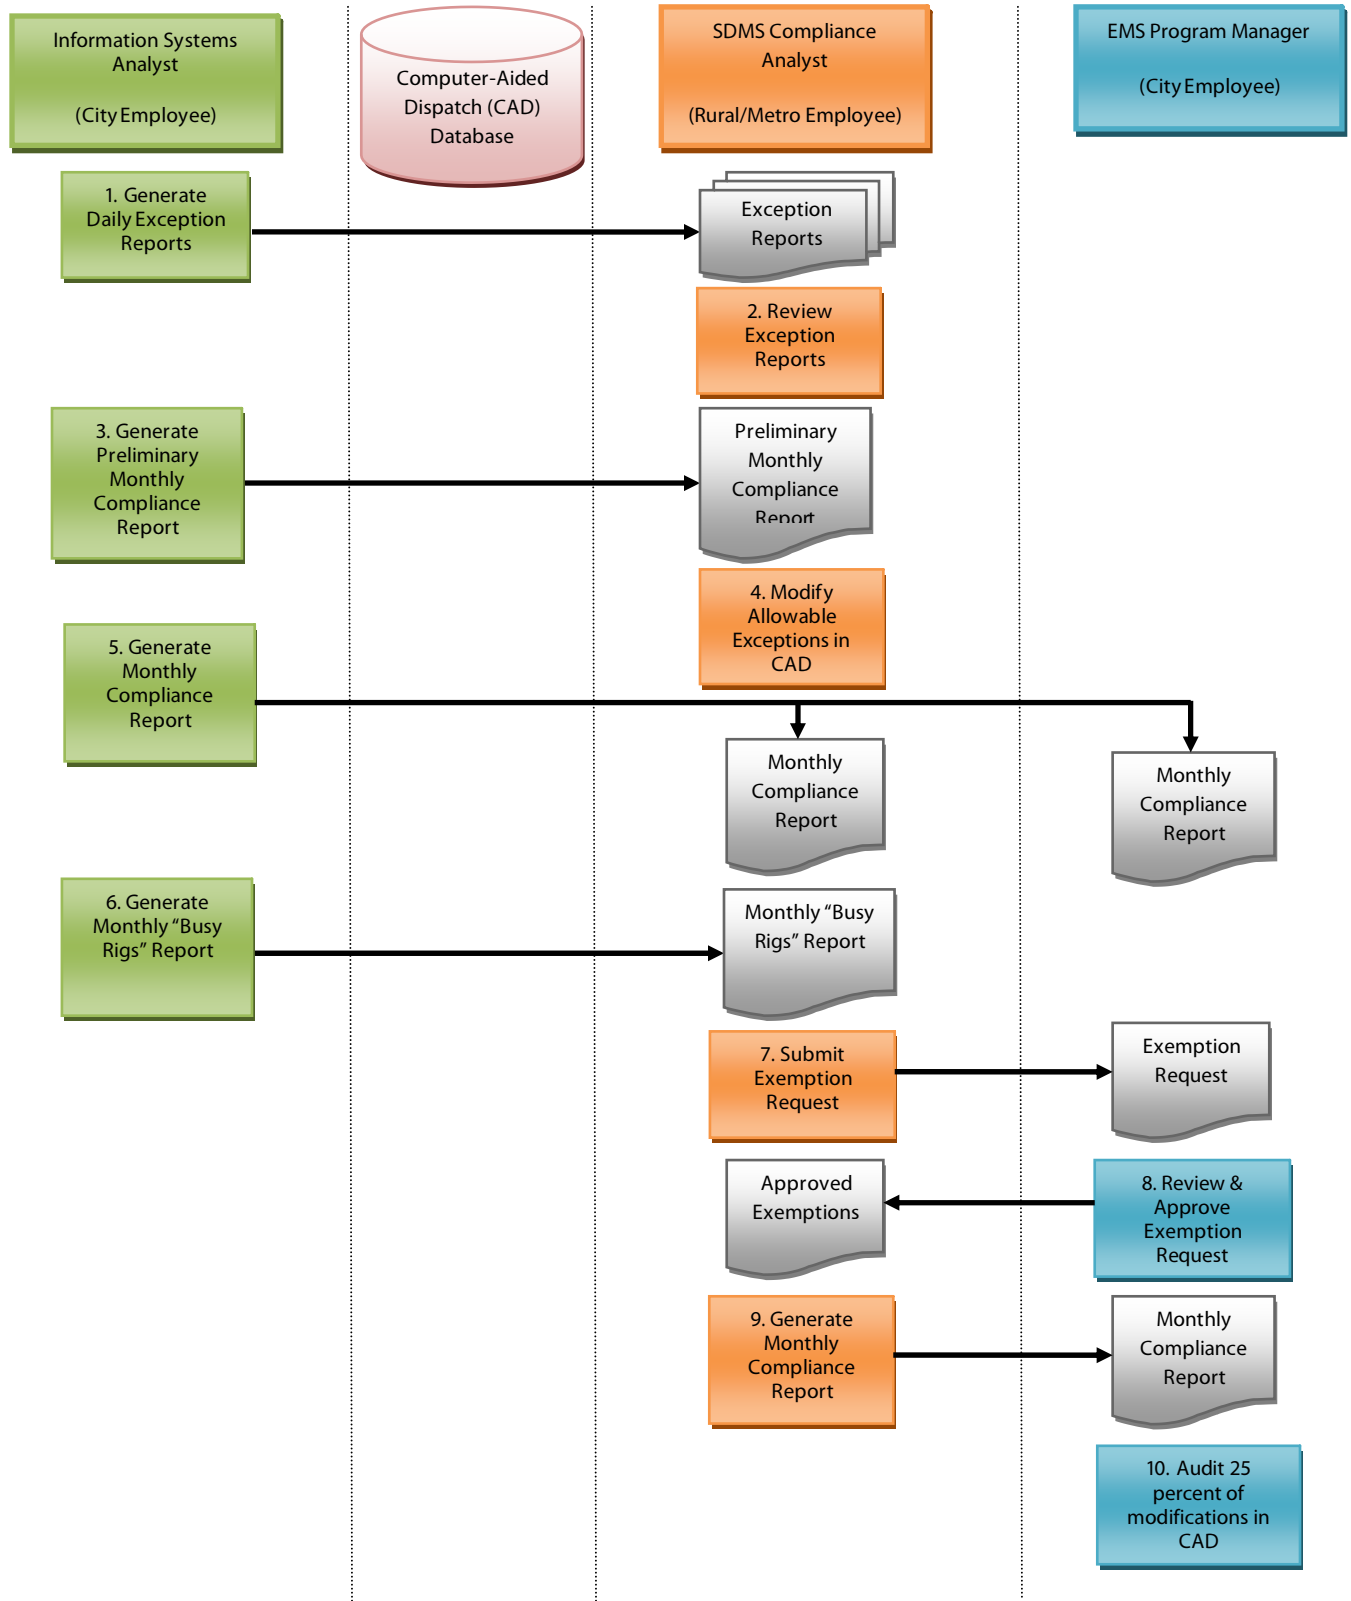 Information Systems
Analyst
(City Employee)
Computer-Aided
Dispatch (CAD)
Database
SDMS Compliance
Analyst
(Rural/Metro Employee)
EMS Program Manager
(City Employee)
1. Generate
Daily Exception
Reports
Exception
Reports
2. Review
Exception
Reports
3. Generate
Preliminary
Monthly
Compliance
Report
Preliminary
Monthly
Compliance
Report
4. Modify
Allowable
Exceptions in
CAD
5. Generate
Monthly
Compliance
Report
Monthly
Compliance
Report
Monthly
Compliance
Report
6. Generate
Monthly “Busy
Rigs” Report
Monthly “Busy
Rigs” Report
7. Submit
Exemption
Request
Exemption
Request
Approved
Exemptions
8. Review &
Approve
Exemption
Request
9. Generate
Monthly
Compliance
Report
Monthly
Compliance
Report
10. Audit 25
percent of
modifications in
CAD